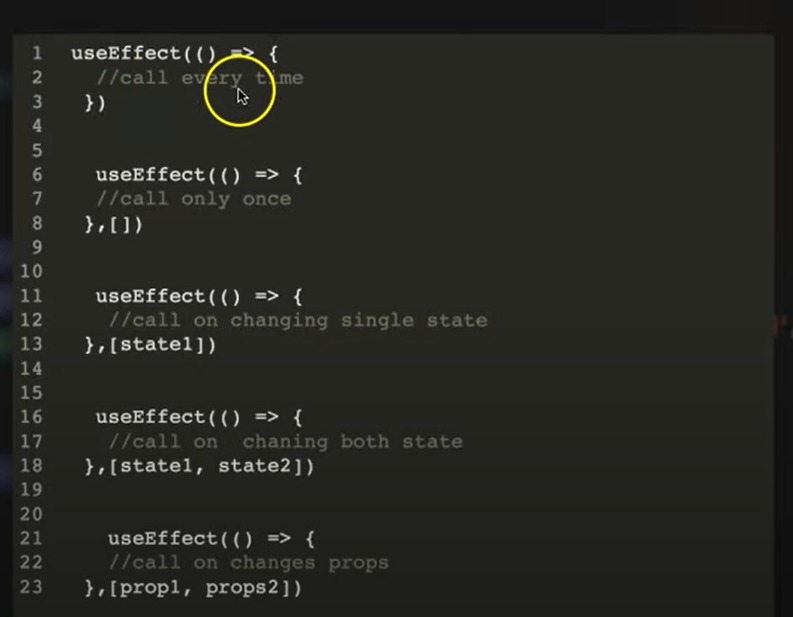 1 useEffect(() => {
2 //call every time
3 })
4
5
6 useEffect(() => {
7 //call only once
8 },[])
9
10
11 useEffect(() => {
12 //call on changing single state
13 },[state1])
14
15
16 useEffect(() => {
17 //call on  chaning both state
18 },[state1, state2])
19
20
21 useEffect(() => {
22 //call on changes props
23 },[prop1, props2])